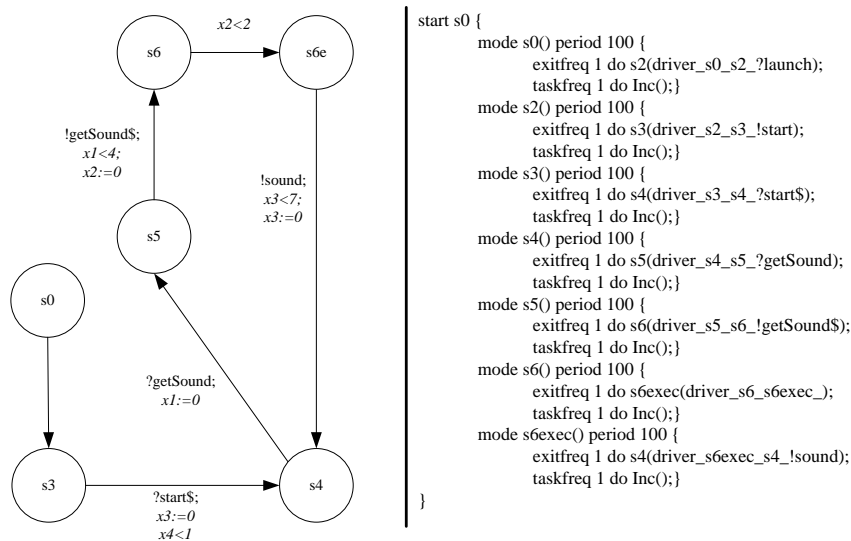 x2<2
s6
s6e
!getSound$;
x1<4;
x2:=0
!sound;
x3<7;
x3:=0
s5
s0
?getSound;
x1:=0
s3
s4
?start$;
x3:=0
x4<1
start s0 {
mode s0() period 100 {
exitfreq 1 do s2(driver_s0_s2_?launch);
taskfreq 1 do Inc();}
mode s2() period 100 {
exitfreq 1 do s3(driver_s2_s3_!start);
taskfreq 1 do Inc();}
mode s3() period 100 {
exitfreq 1 do s4(driver_s3_s4_?start$);
taskfreq 1 do Inc();}
mode s4() period 100 {
exitfreq 1 do s5(driver_s4_s5_?getSound);
taskfreq 1 do Inc();}
mode s5() period 100 {
exitfreq 1 do s6(driver_s5_s6_!getSound$);
taskfreq 1 do Inc();}
mode s6() period 100 {
exitfreq 1 do s6exec(driver_s6_s6exec_);
taskfreq 1 do Inc();}
mode s6exec() period 100 {
exitfreq 1 do s4(driver_s6exec_s4_!sound);
taskfreq 1 do Inc();}
}